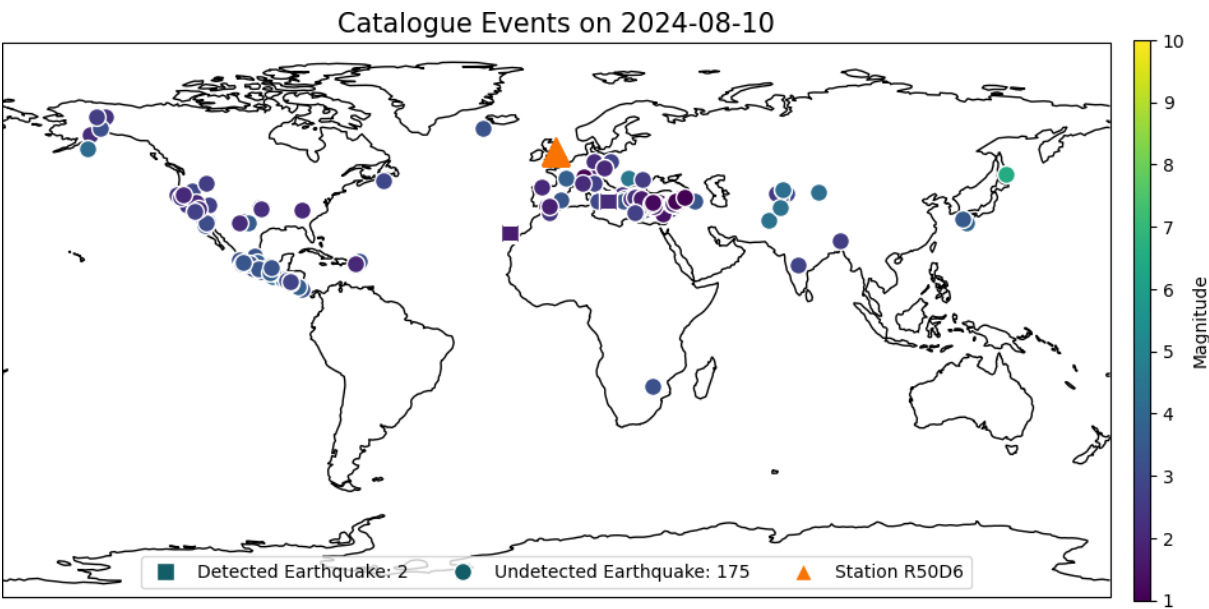 Catalogue Events on 2024-08-10
10
9
8
7
6
5
4
3
2
1
Magnitude
Detected Earthquake: 2
Undetected Earthquake: 175
Station R50D6